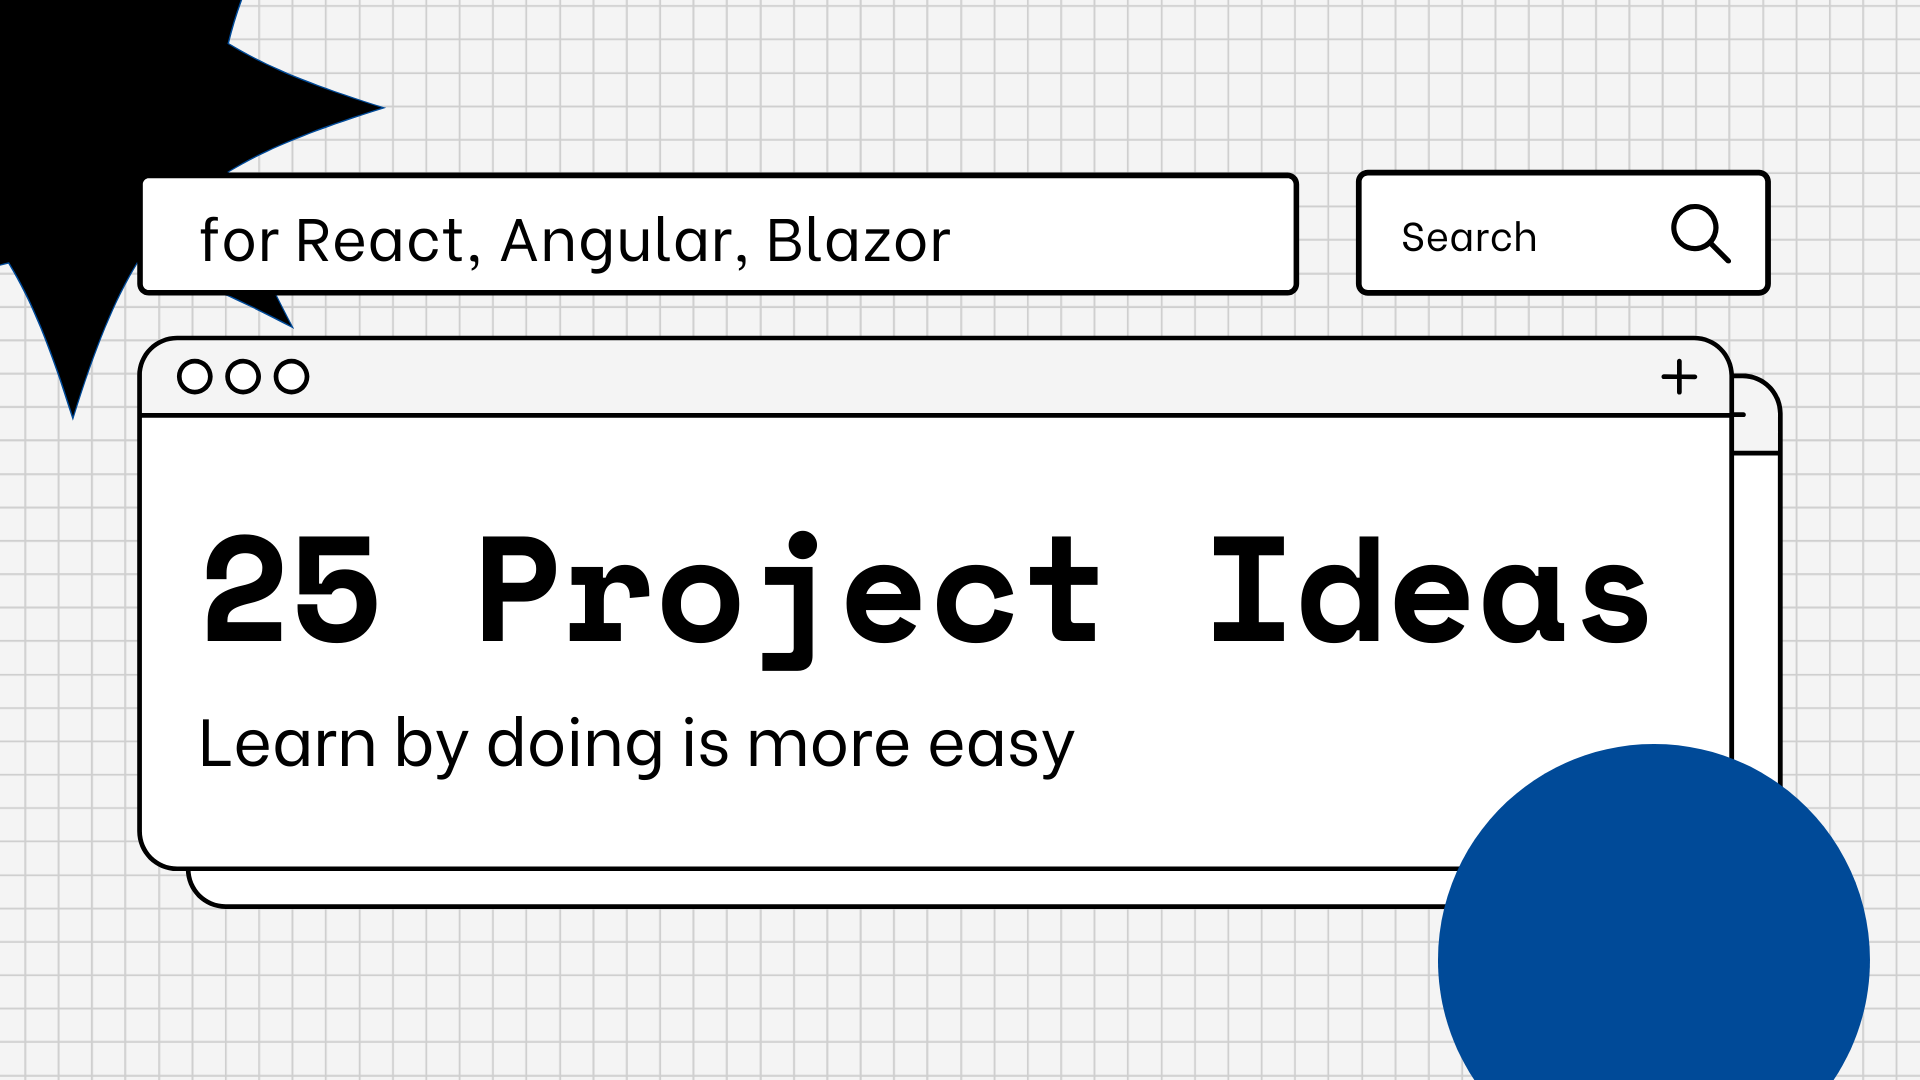 for React, Angular, Blazor
Search
25 Project Ideas
Learn by doing is more easy